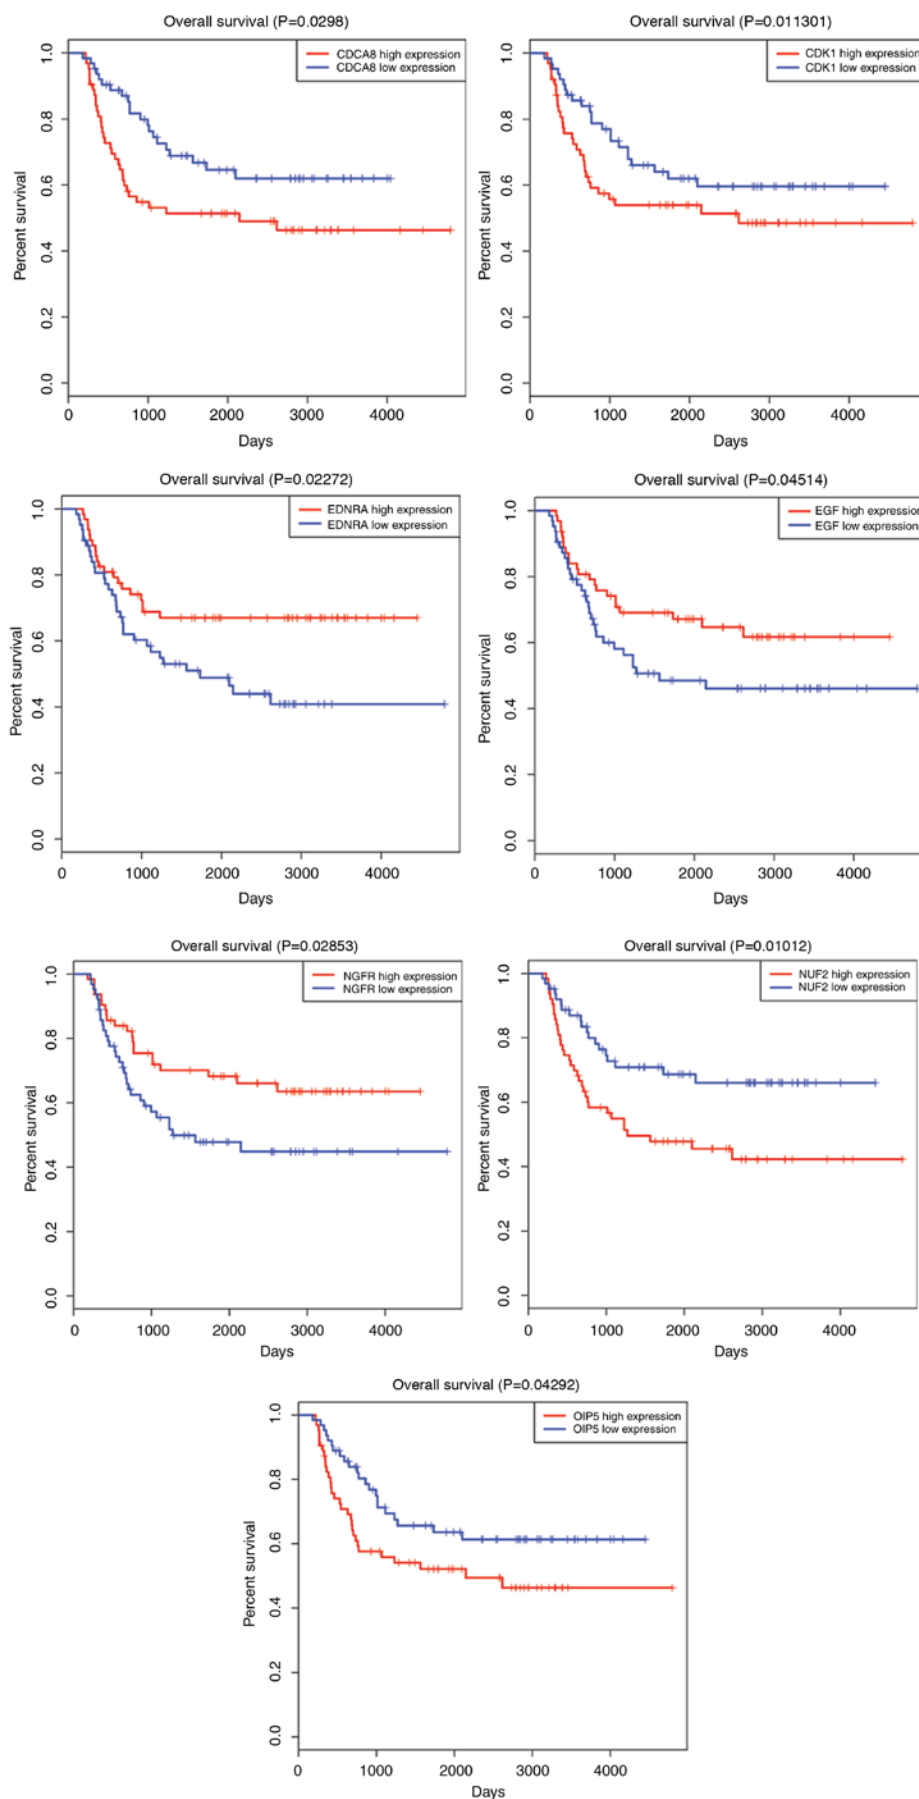 Overall survival (P=0.0298)
CDCA8 high expression
CDCA8 low expression
Percent survival
1.0
0.8
0.6
0.4
0.2
0.0
0 1000 2000 3000 4000
Days
Overall survival (P=0.011301)
CDK1 high expression
CDK1 low expression
Percent survival
1.0
0.8
0.6
0.4
0.2
0.0
0 1000 2000 3000 4000
Days
Overall survival (P=0.02272)
EDNRA high expression
EDNRA low expression
Percent survival
1.0
0.8
0.6
0.4
0.2
0.0
0 1000 2000 3000 4000
Days
Overall survival (P=0.04514)
EGF high expression
EGF low expression
Percent survival
1.0
0.8
0.6
0.4
0.2
0.0
0 1000 2000 3000 4000
Days
Overall survival (P=0.02853)
NGFR high expression
NGFR low expression
Percent survival
1.0
0.8
0.6
0.4
0.2
0.0
0 1000 2000 3000 4000
Days
Overall survival (P=0.01012)
NUF2 high expression
NUF2 low expression
Percent survival
1.0
0.8
0.6
0.4
0.2
0.0
0 1000 2000 3000 4000
Days
Overall survival (P=0.04292)
OIP5 high expression
OIP5 low expression
Percent survival
1.0
0.8
0.6
0.4
0.2
0.0
0 1000 2000 3000 4000
Days